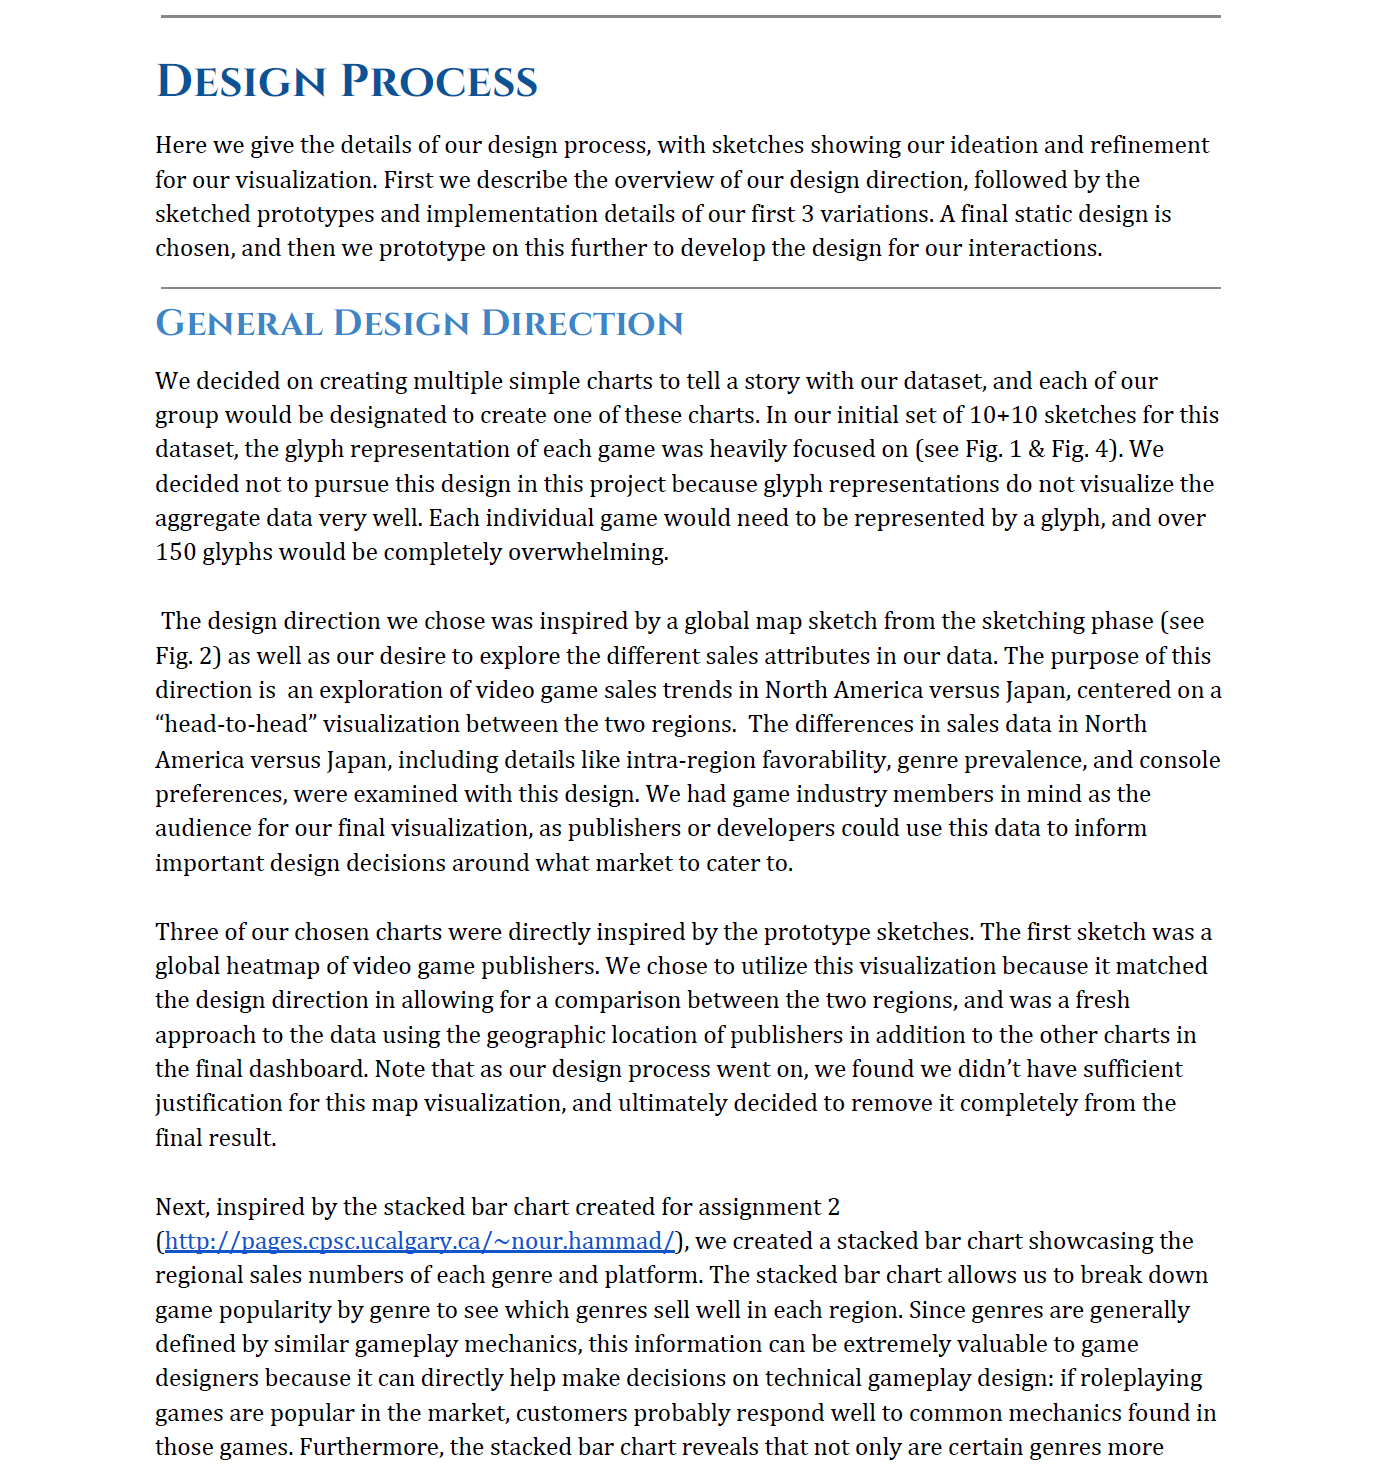 DESIGN PROCESS
Here we give the details of our design process, with sketches showing our ideation and refinement
for our visualization. First we describe the overview of our design direction, followed by the
sketched prototypes and implementation details of our first 3 variations. A final static design is
chosen, and then we prototype on this further to develop the design for our interactions.
GENERAL DESIGN DIRECTION
We decided on creating multiple simple charts to tell a story with our dataset, and each of our
group would be designated to create one of these charts. In our initial set of 10+10 sketches for this
dataset, the glyph representation of each game was heavily focused on (see Fig. 1 & Fig. 4). We
decided not to pursue this design in this project because glyph representations do not visualize the
aggregate data very well. Each individual game would need to be represented by a glyph, and over
150 glyphs would be completely overwhelming.
The design direction we chose was inspired by a global map sketch from the sketching phase (see
Fig. 2) as well as our desire to explore the different sales attributes in our data. The purpose of this
direction is  an exploration of video game sales trends in North America versus Japan, centered on a
“head-to-head” visualization between the two regions.  The differences in sales data in North
America versus Japan, including details like intra-region favorability, genre prevalence, and console
preferences, were examined with this design. We had game industry members in mind as the
audience for our final visualization, as publishers or developers could use this data to inform
important design decisions around what market to cater to.
Three of our chosen charts were directly inspired by the prototype sketches. The first sketch was a
global heatmap of video game publishers. We chose to utilize this visualization because it matched
the design direction in allowing for a comparison between the two regions, and was a fresh
approach to the data using the geographic location of publishers in addition to the other charts in
the final dashboard. Note that as our design process went on, we found we didn’t have sufficient
justification for this map visualization, and ultimately decided to remove it completely from the
final result.
Next, inspired by the stacked bar chart created for assignment 2
(http://pages.cpsc.ucalgary.ca/~nour.hammad/), we created a stacked bar chart showcasing the
regional sales numbers of each genre and platform. The stacked bar chart allows us to break down
game popularity by genre to see which genres sell well in each region. Since genres are generally
defined by similar gameplay mechanics, this information can be extremely valuable to game
designers because it can directly help make decisions on technical gameplay design: if roleplaying
games are popular in the market, customers probably respond well to common mechanics found in
those games. Furthermore, the stacked bar chart reveals that not only are certain genres more